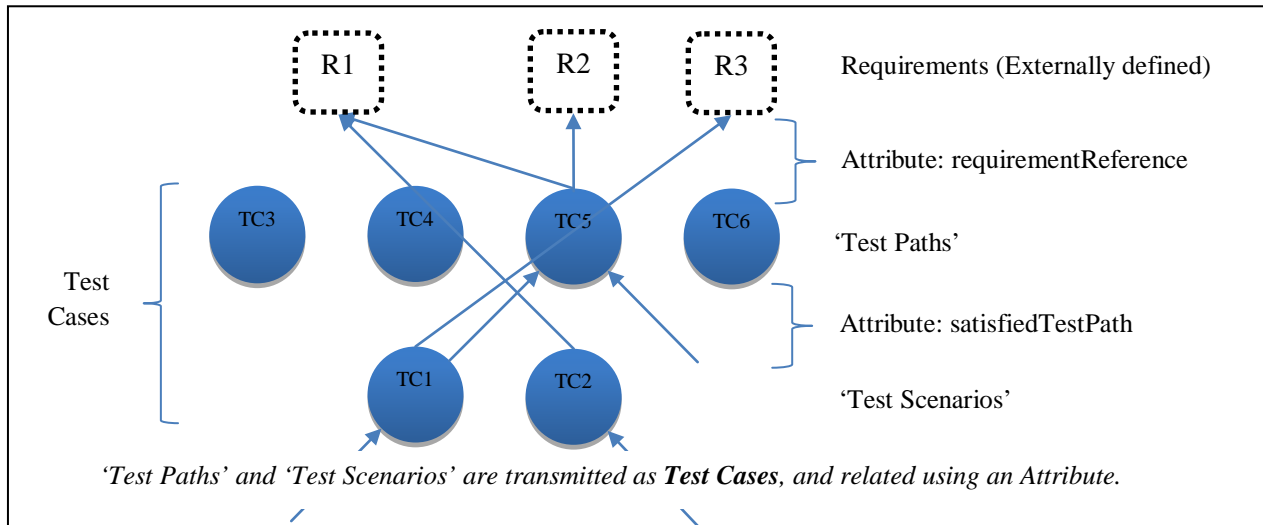 R1 R2 R3 Requirements (Externally defined)
Attribute: requirementReference
TC3 TC4 TC5 TC6 ‘Test Paths’
Test
Cases
Attribute: satisfiedTestPath
TC1 TC2 ‘Test Scenarios’
‘Test Paths’ and ‘Test Scenarios’ are transmitted as Test Cases, and related using an Attribute.